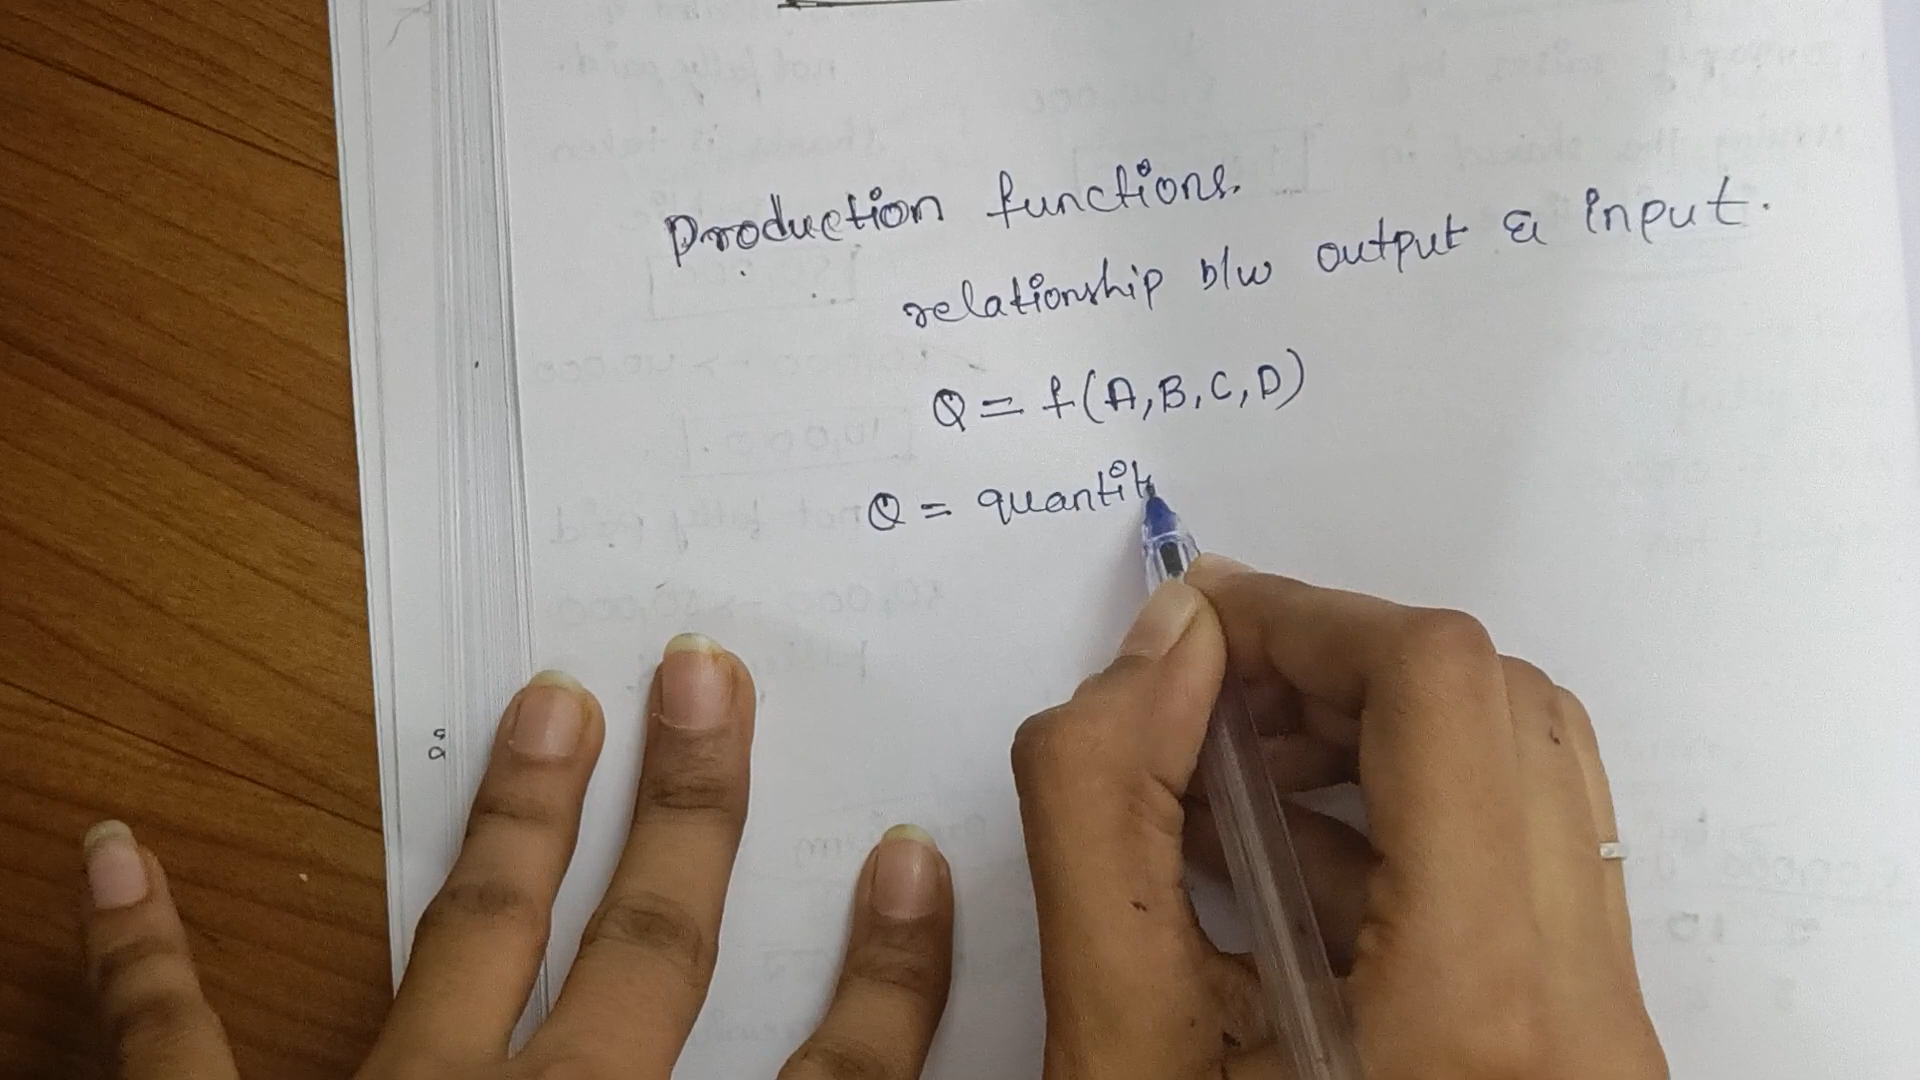 Production functions.
relationship b/w output & input.
Q = f(A, B, C, D)
Q = quantit